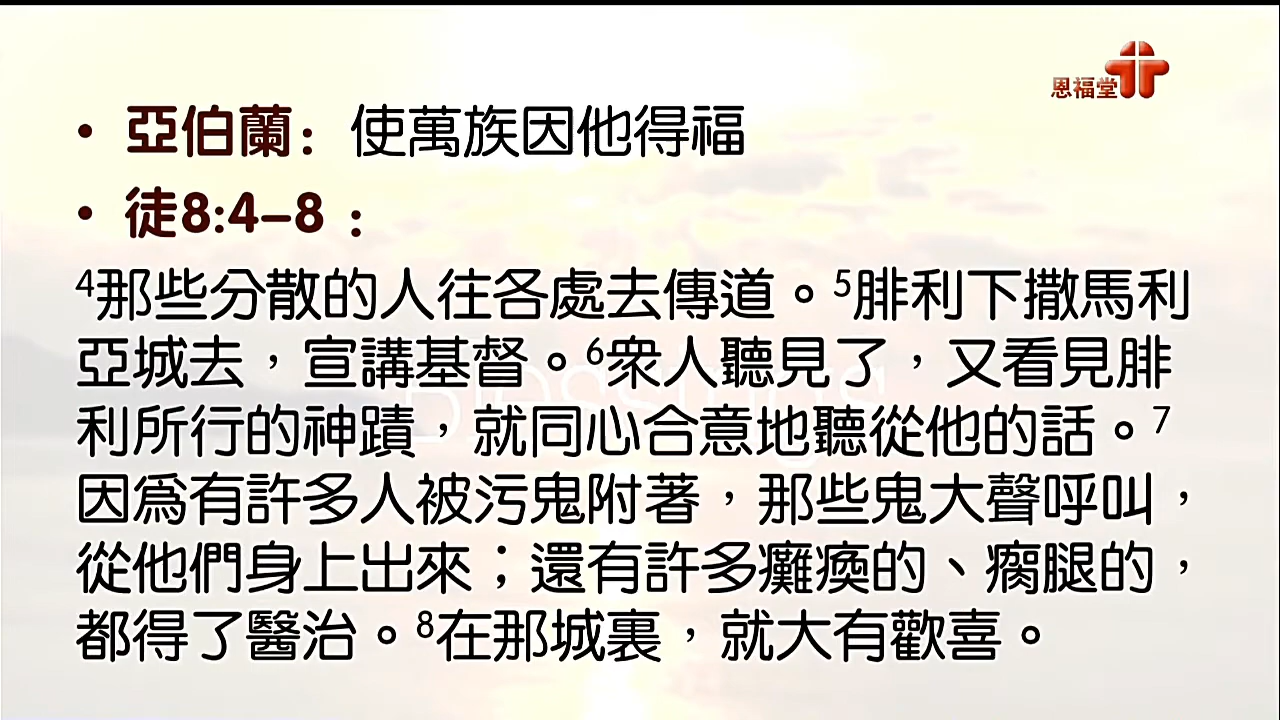 恩福堂
• 亞伯蘭：使萬族因他得福
• 徒8:4-8 ：
4那些分散的人往各處去傳道。5腓利下撒馬利
亞城去，宣講基督。6衆人聽見了，又看見腓
利所行的神蹟，就同心合意地聽從他的話。7
因爲有許多人被污鬼附著，那些鬼大聲呼叫，
從他們身上出來；還有許多癱瘓的、瘸腿的，
都得了醫治。8在那城裏，就大有歡喜。
Blessings